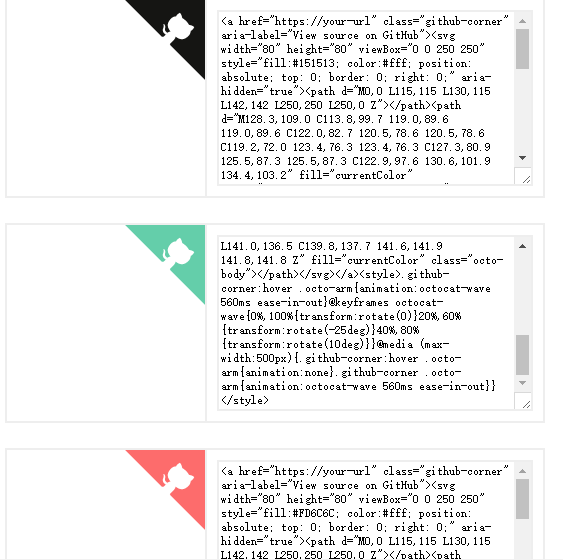 <a href="https://your-url" class="github-corner"
aria-label="View source on GitHub"><svg
width="80" height="80" viewBox="0 0 250 250"
style="fill:#151513; color:#fff; position:
absolute; top: 0; border: 0; right: 0;" aria-
hidden="true"><path d="M0,0 L115,115 L130,115
L142,142 L250,250 L250,0 Z"></path><path
d="M128.3,109.0 C113.8,99.7 119.0,89.6
119.0,89.6 C122.0,82.7 120.5,78.6 120.5,78.6
C119.2,72.0 123.4,76.3 123.4,76.3 C127.3,80.9
125.5,87.3 125.5,87.3 C122.9,97.6 130.6,101.9
134.4,103.2" fill="currentColor"
L141.0,136.5 C139.8,137.7 141.6,141.9
141.8,141.8 Z" fill="currentColor" class="octo-
body"></path></svg></a><style>.github-
corner:hover .octo-arm{animation:octocat-wave
560ms ease-in-out}@keyframes octocat-
wave{0%,100%{transform:rotate(0)}20%,60%
{transform:rotate(-25deg)}40%,80%
{transform:rotate(10deg)}}@media (max-
width:500px){.github-corner:hover .octo-
arm{animation:none}.github-corner .octo-
arm{animation:octocat-wave 560ms ease-in-out}}
</style>
<a href="https://your-url" class="github-corner"
aria-label="View source on GitHub"><svg
width="80" height="80" viewBox="0 0 250 250"
style="fill:#FD6C6C; color:#fff; position:
absolute; top: 0; border: 0; right: 0;" aria-
hidden="true"><path d="M0,0 L115,115 L130,115
L142,142 L250,250 L250,0 Z"></path><path